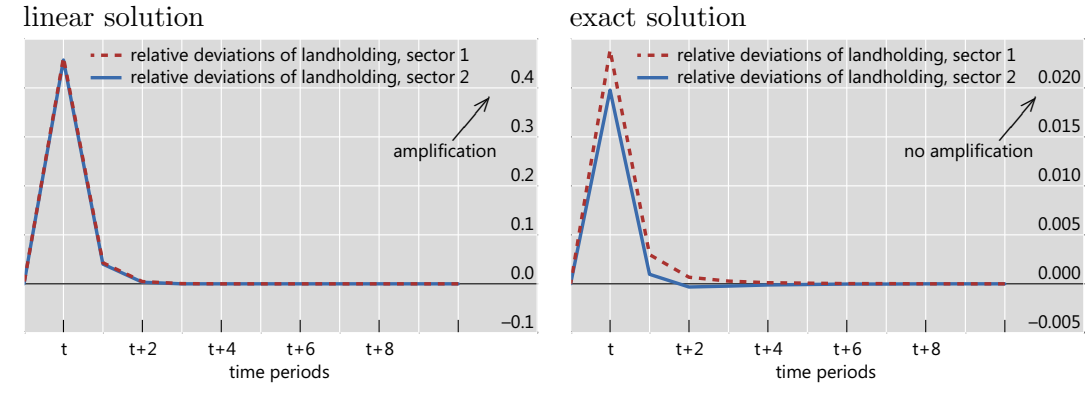 linear solution
relative deviations of landholding, sector 1
relative deviations of landholding, sector 2
0.4
0.3
amplification
0.2
0.1
0.0
–0.1
t t+2 t+4 t+6 t+8
time periods
exact solution
relative deviations of landholding, sector 1
relative deviations of landholding, sector 2
0.020
0.015
no amplification
0.010
0.005
0.000
–0.005
t t+2 t+4 t+6 t+8
time periods